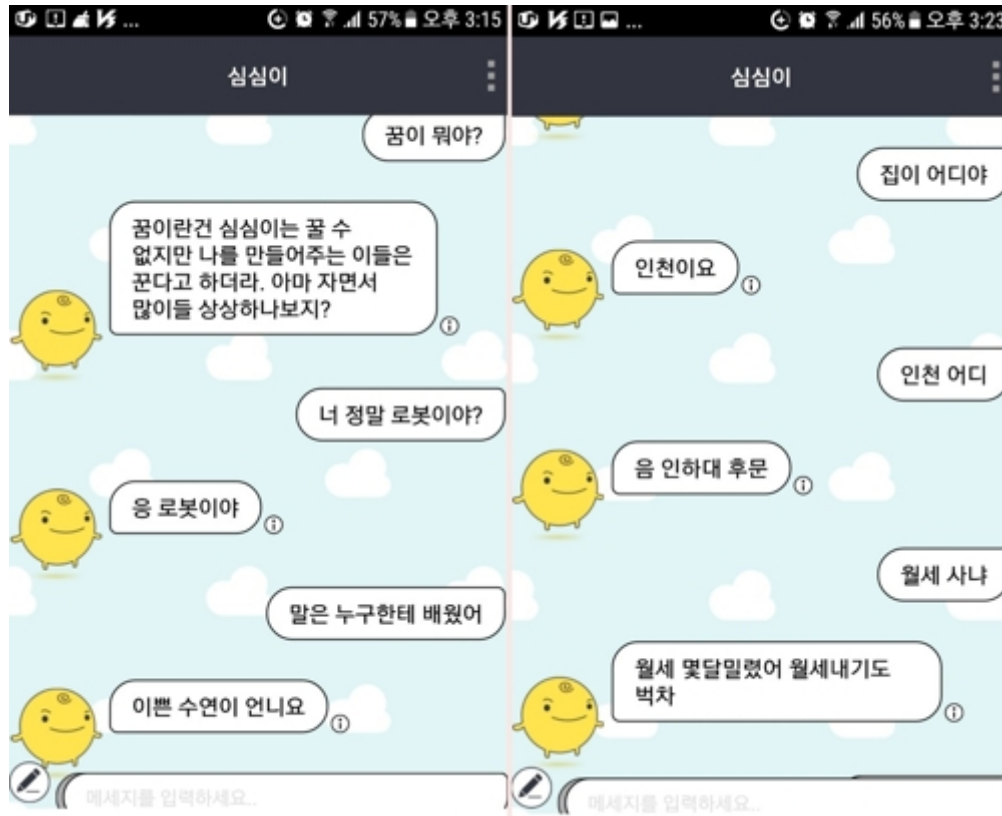 57% 오후 3:15
심심이
꿈이 뭐야?
꿈이란건 심심이는 꿀 수
없지만 나를 만들어주는 이들은
꾼다고 하더라. 아마 자면서
많이들 상상하나보지?
너 정말 로봇이야?
응 로봇이야
말은 누구한테 배웠어
이쁜 수연이 언니요
메세지를 입력하세요..
56% 오후 3:23
심심이
집이 어디야
인천이요
인천 어디
음 인하대 후문
월세 사냐
월세 몇달밀렸어 월세내기도
벅차
메세지를 입력하세요..